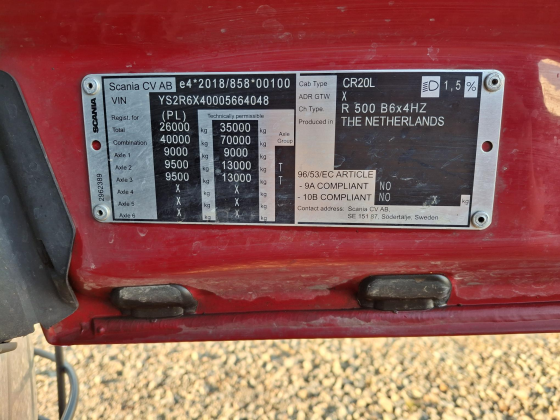 SCANIA
2962389
Scania CV AB e4*2018/858*00100
VIN YS2R6X40005664048
Regist. for (PL) Technically permissible
Total 26000 kg 35000 kg Axle Group
Combination 40000 kg 70000 kg
Axle 1 9000 kg 9000 kg
Axle 2 9500 kg 13000 kg T
Axle 3 9500 kg 13000 kg T
Axle 4 X kg X kg
Axle 5 X kg X kg
Axle 6 X kg X kg
Cab Type CR20L 1,5 %
ADR GTW X
Ch Type R 500 B6x4HZ
Produced in THE NETHERLANDS
96/53/EC ARTICLE
- 9A COMPLIANT NO
- 10B COMPLIANT NO X kg
Contact address: Scania CV AB,
SE 151 87, Södertälje, Sweden